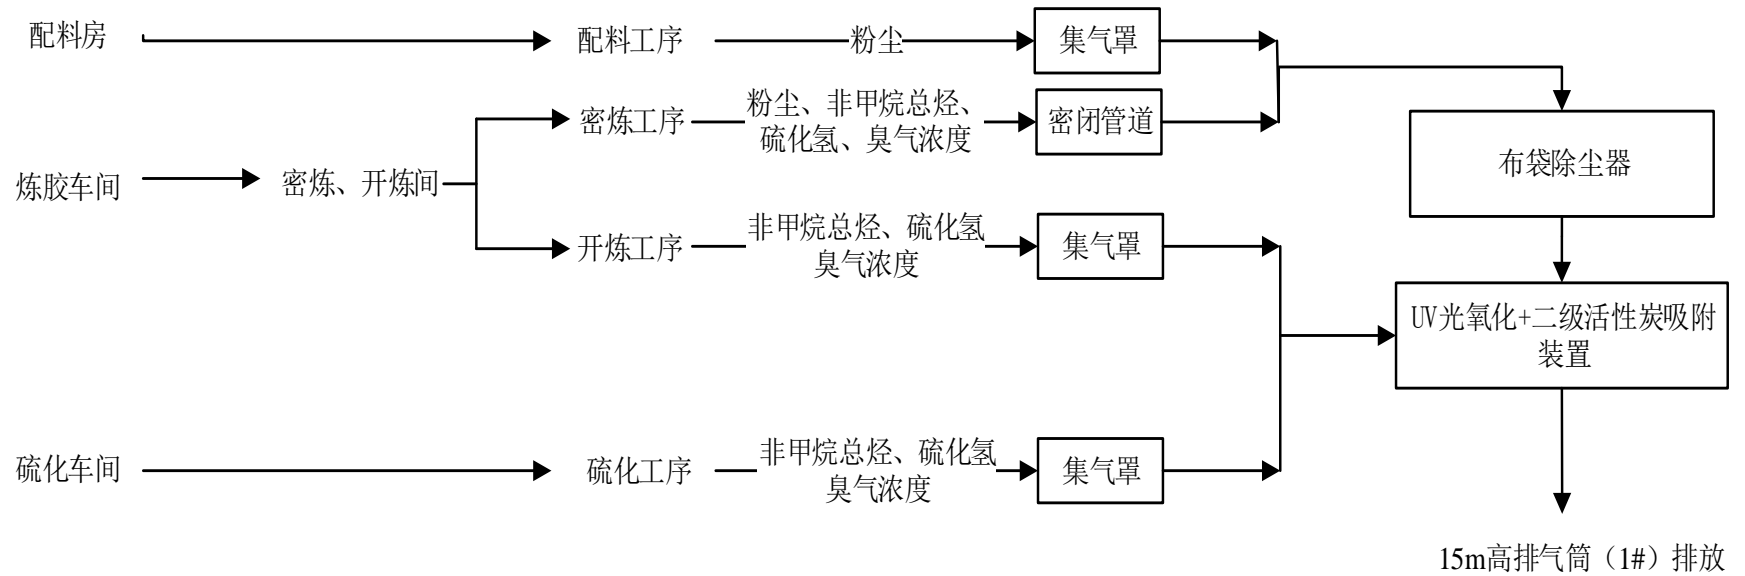 配料房
配料工序
粉尘
集气罩
炼胶车间
密炼、开炼间
密炼工序
粉尘、非甲烷总烃、
硫化氢、臭气浓度
密闭管道
布袋除尘器
开炼工序
非甲烷总烃、硫化氢
臭气浓度
集气罩
UV光氧化+二级活性炭吸附
装置
硫化车间
硫化工序
非甲烷总烃、硫化氢
臭气浓度
集气罩
15m高排气筒（1#）排放